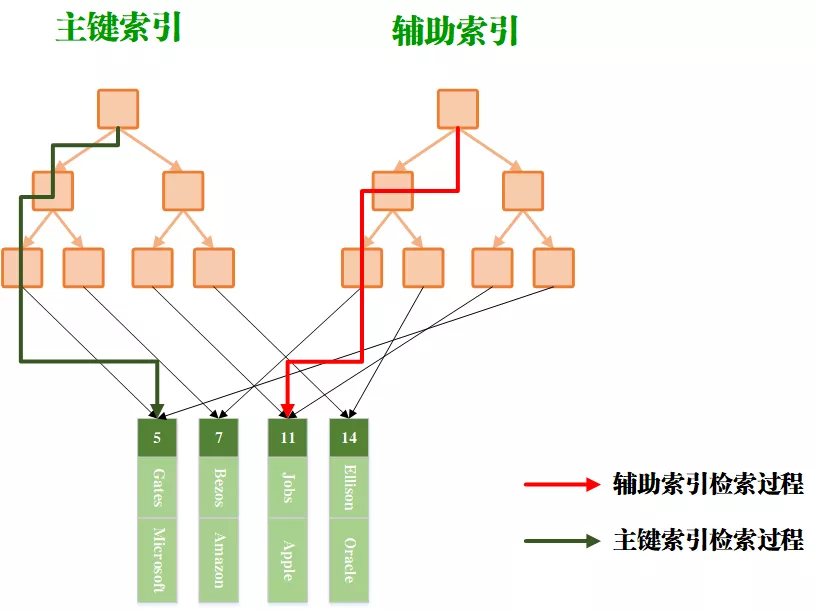 主键索引
辅助索引
5
7
11
14
Gates
Bezos
Jobs
Ellison
Microsoft
Amazon
Apple
Oracle
辅助索引检索过程
主键索引检索过程